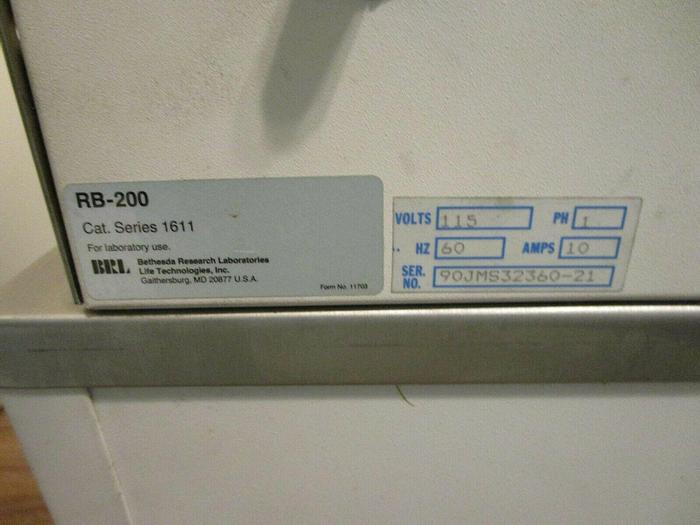 RB-200
Cat. Series 1611
For laboratory use.
BRL Bethesda Research Laboratories
Life Technologies, Inc.
Gaithersburg, MD 20877 U.S.A.
Form No. 11703
VOLTS 115 PH 1
HZ 60 AMPS 10
SER. NO. 90JMS32360-21